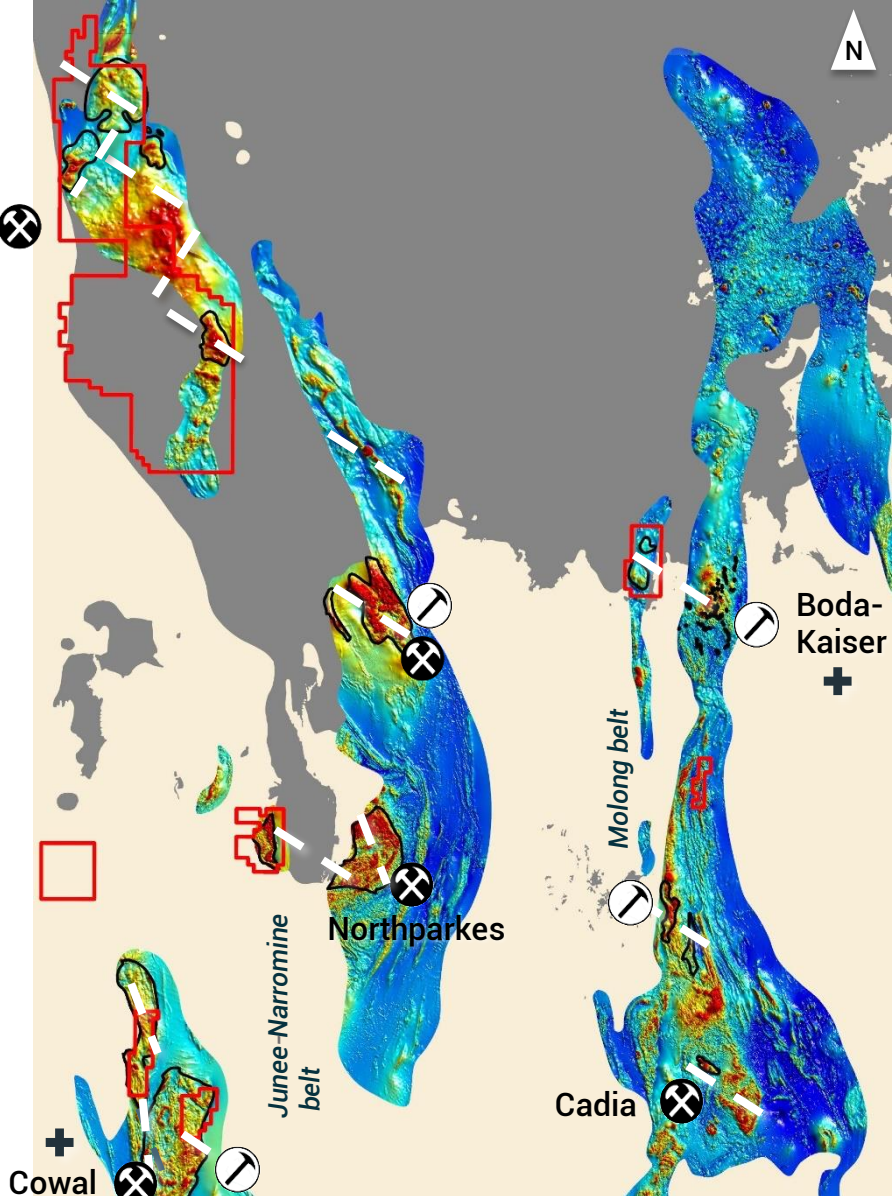 N
Boda-
Kaiser
Molong belt
Northparkes
Junee-Narromine
belt
Cadia
Cowal